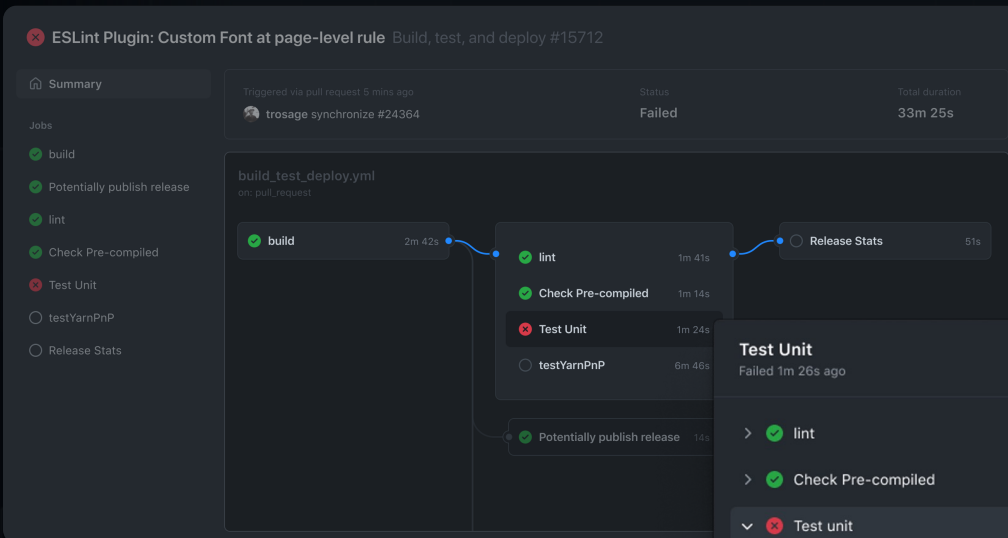 ESLint Plugin: Custom Font at page-level rule Build, test, and deploy #15712
Summary
Jobs
build
Potentially publish release
lint
Check Pre-compiled
Test Unit
testYarnPnP
Release Stats
Triggered via pull request 5 mins ago
trosage synchronize #24364
Status
Failed
Total duration
33m 25s
build_test_deploy.yml
on: pull_request
build 2m 42s
lint 1m 41s
Check Pre-compiled 1m 14s
Test Unit 1m 24s
testYarnPnP 6m 46s
Potentially publish release 14s
Release Stats 51s
Test Unit
Failed 1m 26s ago
lint
Check Pre-compiled
Test unit